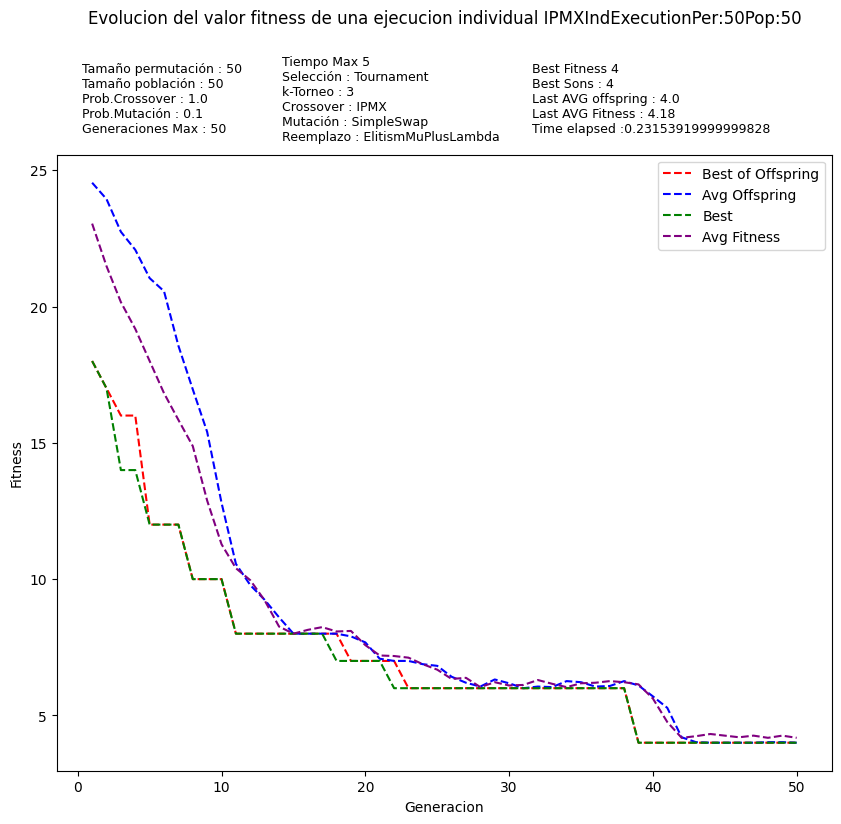 Evolucion del valor fitness de una ejecucion individual IPMXIndExecutionPer:50Pop:50
Tamaño permutación : 50
Tamaño población : 50
Prob.Crossover : 1.0
Prob.Mutación : 0.1
Generaciones Max : 50
Tiempo Max 5
Selección : Tournament
k-Torneo : 3
Crossover : IPMX
Mutación : SimpleSwap
Reemplazo : ElitismMuPlusLambda
Best Fitness 4
Best Sons : 4
Last AVG offspring : 4.0
Last AVG Fitness : 4.18
Time elapsed :0.23153919999999828
Best of Offspring
Avg Offspring
Best
Avg Fitness
Fitness
25
20
15
10
5
0 10 20 30 40 50
Generacion